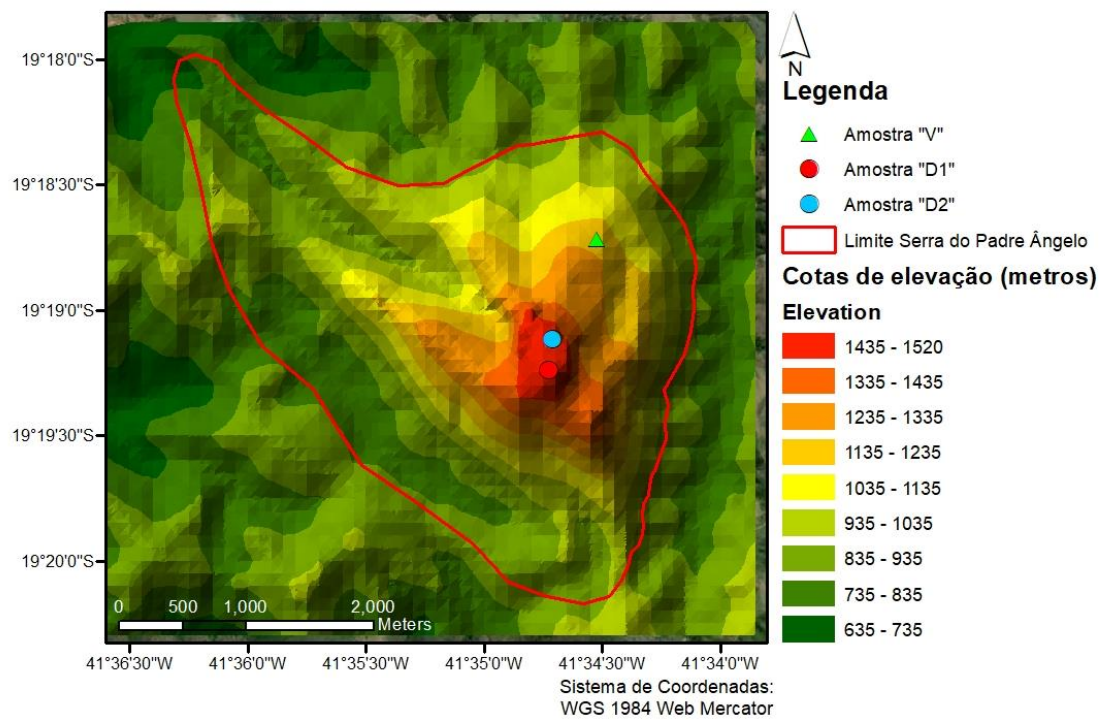 19°18'0"S
19°18'30"S
19°19'0"S
19°19'30"S
19°20'0"S
0 500 1,000 2,000
Meters
41°36'30"W 41°36'0"W 41°35'30"W 41°35'0"W 41°34'30"W 41°34'0"W
Sistema de Coordenadas:
WGS 1984 Web Mercator
N
Legenda
Amostra "V"
Amostra "D1"
Amostra "D2"
Limite Serra do Padre Ângelo
Cotas de elevação (metros)
Elevation
1435 - 1520
1335 - 1435
1235 - 1335
1135 - 1235
1035 - 1135
935 - 1035
835 - 935
735 - 835
635 - 735